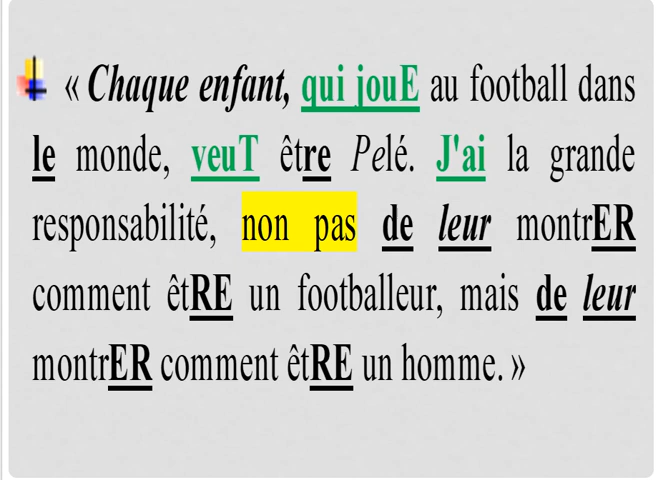 « Chaque enfant, qui jouE au football dans
le monde, veuT être Pelé. J'ai la grande
responsabilité, non pas de leur montrER
comment êtRE un footballeur, mais de leur
montrER comment êtRE un homme. »